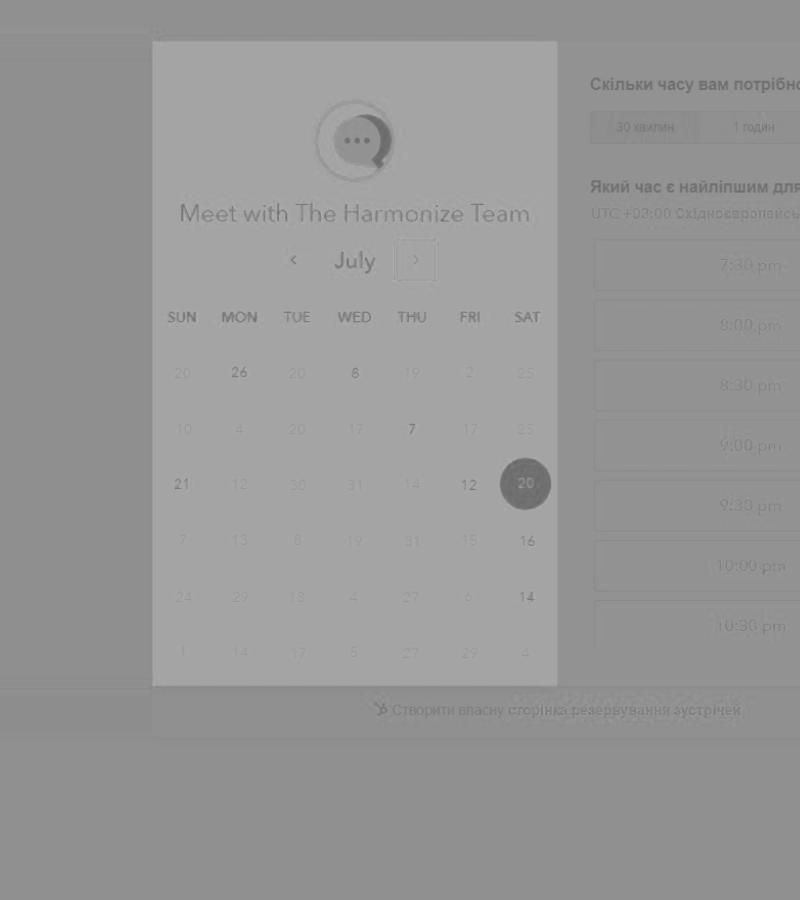 Meet with The Harmonize Team
July
SUN MON TUE WED THU FRI SAT
20 26 20 8 19 2 25
10 4 20 17 7 17 25
21 12 30 31 14 12 20
7 13 8 19 31 15 16
24 29 18 4 27 6 14
1 14 17 5 27 29 4
Скільки часу вам потрібно
30 хвилин 1 годин
Який час є найліпшим для
UTC +03:00 Східноєвропейсь
7:30 pm
8:00 pm
8:30 pm
9:00 pm
9:30 pm
10:00 pm
10:30 pm
Створити власну сторінка резервування зустрічей